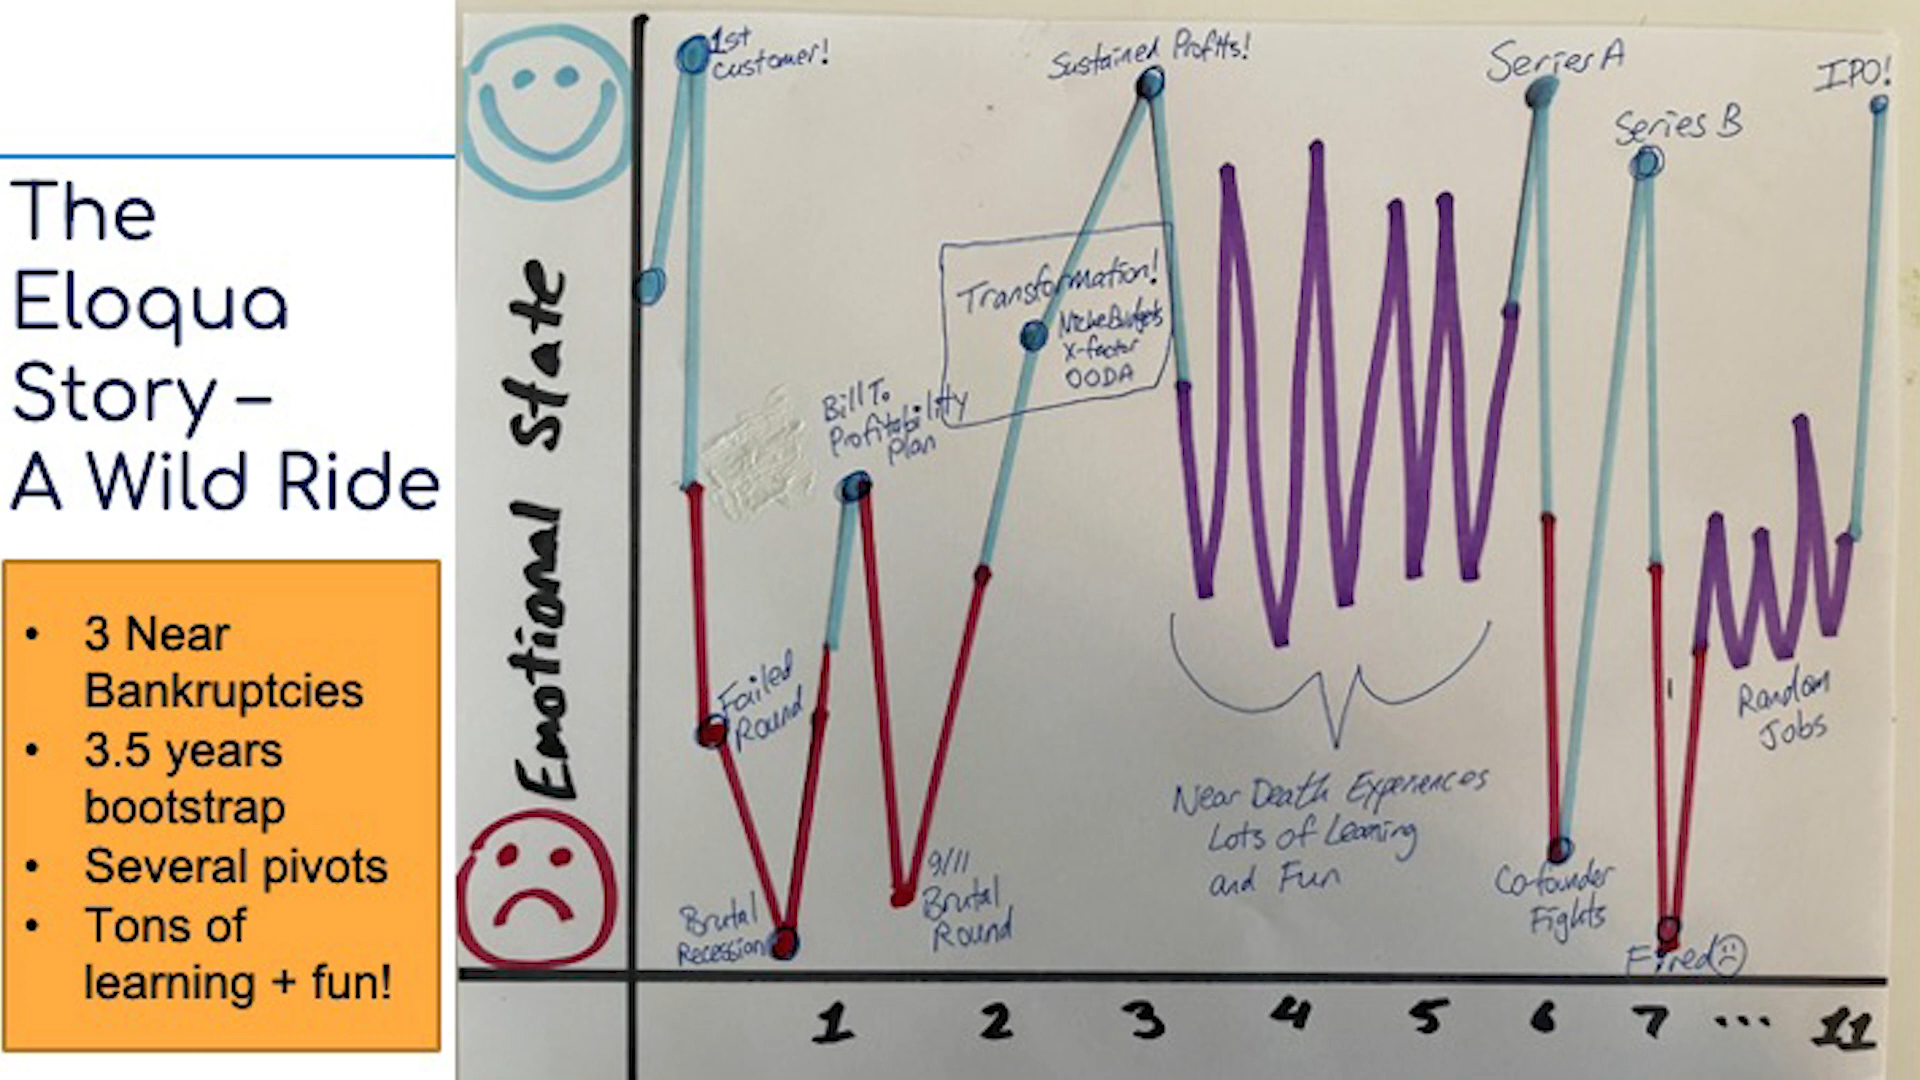 The
Eloqua
Story –
A Wild Ride
• 3 Near
Bankruptcies
• 3.5 years
bootstrap
• Several pivots
• Tons of
learning + fun!
Emotional State
1st
customer!
Failed
Round
Brutal
Recession
Bill T.
Profitability
Plan
9/11
Brutal
Round
Transformation!
Niche Budgets
X-factor
OODA
Sustained Profits!
Near Death Experiences
Lots of Learning
and Fun
Series A
Co-founder
Fights
Series B
Fired
Random
Jobs
IPO!
1 2 3 4 5 6 7 ... 11